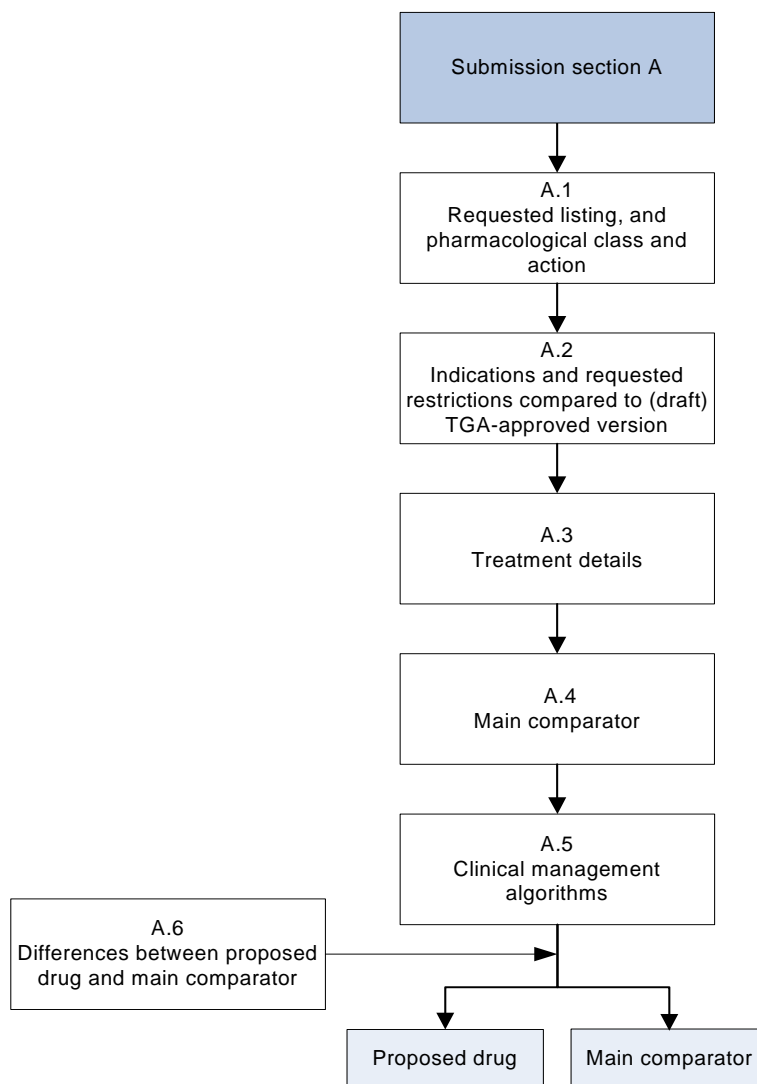 Submission section A
A.1
Requested listing, and
pharmacological class and
action
A.2
Indications and requested
restrictions compared to (draft)
TGA-approved version
A.3
Treatment details
A.4
Main comparator
A.5
Clinical management
algorithms
A.6
Differences between proposed
drug and main comparator
Proposed drug
Main comparator